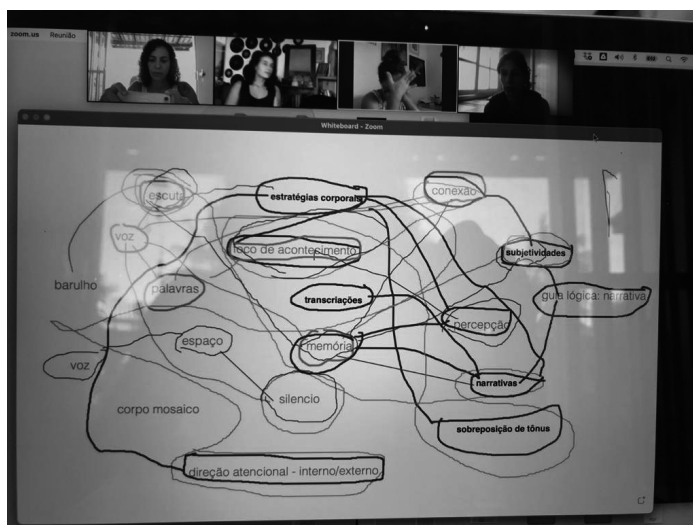 zoom.us Reunião
Whiteboard - Zoom
escuta
estratégias corporais
conexão
voz
foco de acontecimento
subjetividades
barulho
palavras
transcrições
guia lógica: narrativa
percepção
espaço
memória
voz
narrativas
silencio
corpo mosaico
sobreposição de tônus
direção atencional - interno/externo